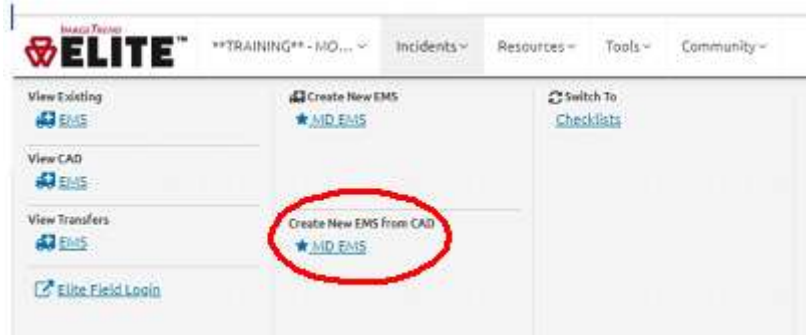 IMAGETREND
ELITE™
**TRAINING** - MO...
Incidents
Resources
Tools
Community
View Existing
EMS
View CAD
EMS
View Transfers
EMS
Elite Field Login
Create New EMS
MD EMS
Create New EMS from CAD
MD EMS
Switch To
Checklists